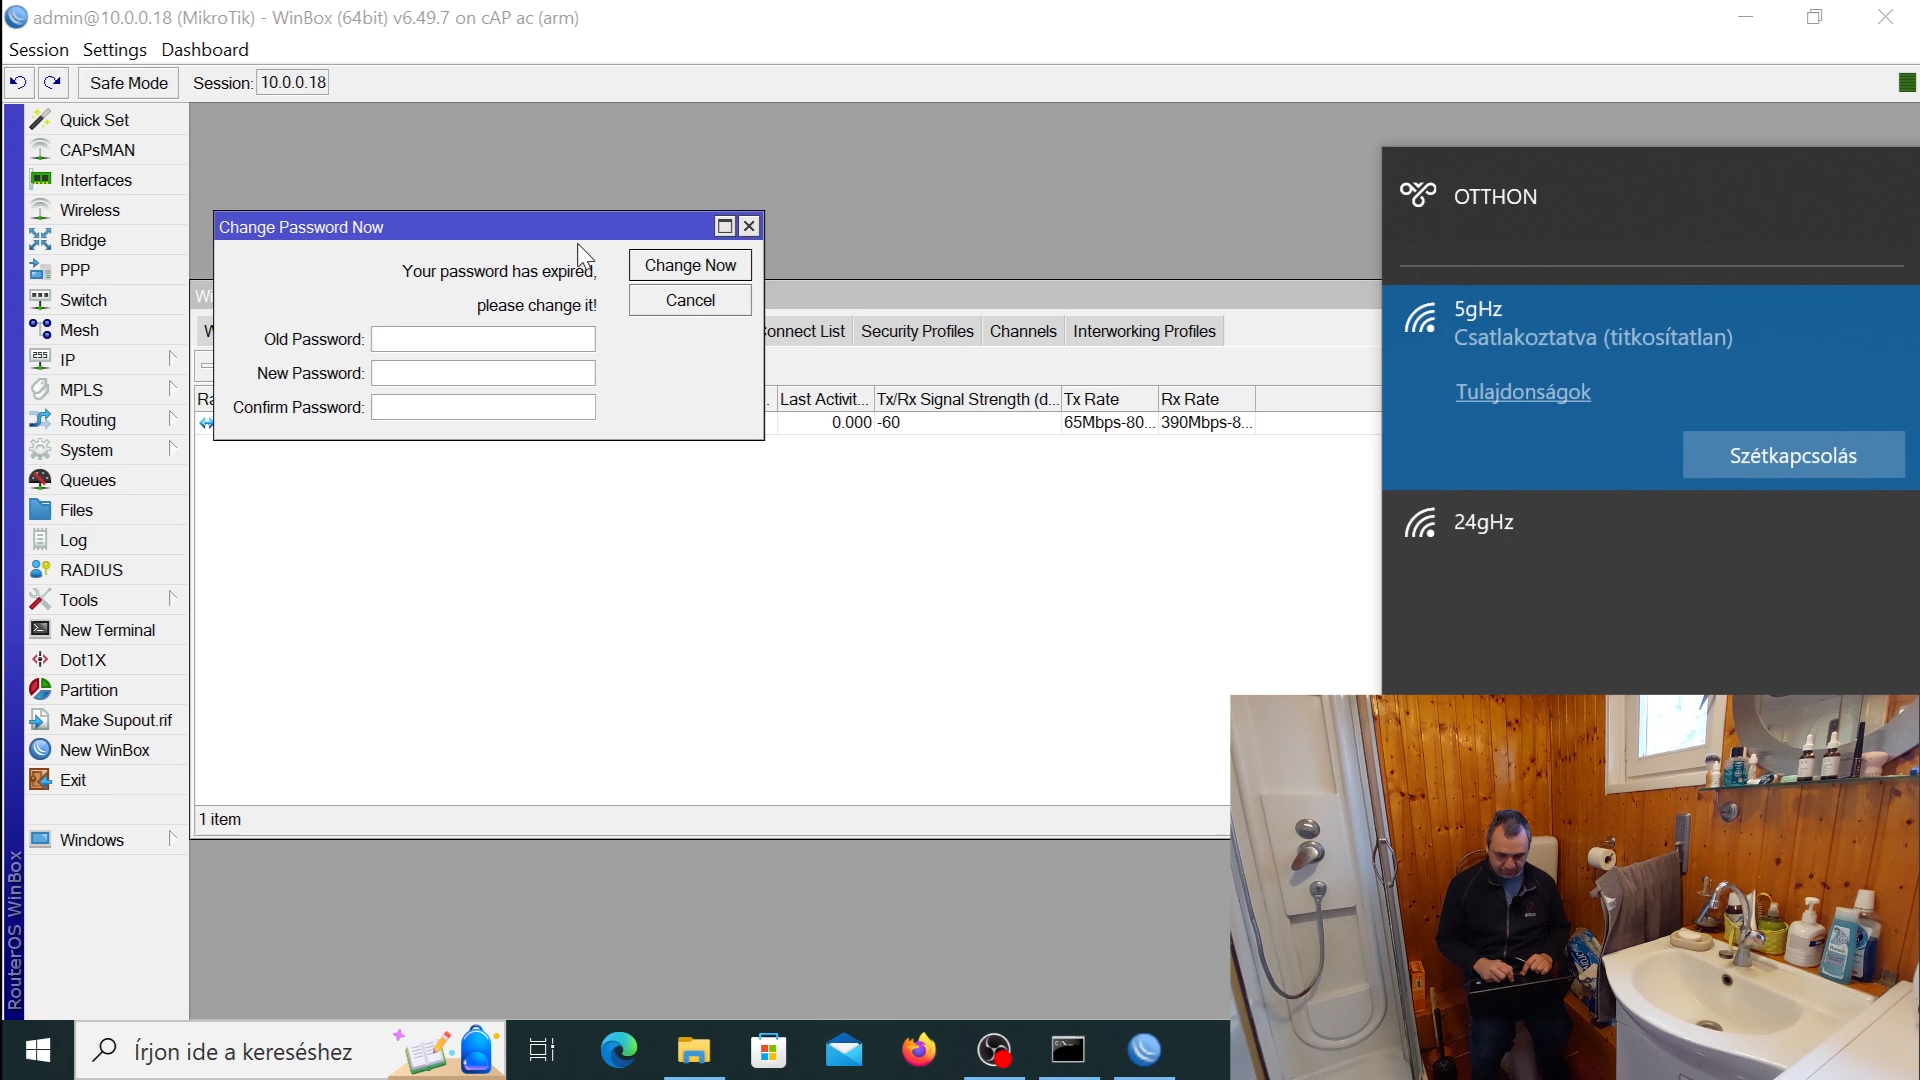 admin@10.0.0.18 (MikroTik) - WinBox (64bit) v6.49.7 on cAP ac (arm)
Session Settings Dashboard
Safe Mode Session: 10.0.0.18
Quick Set
CAPsMAN
Interfaces
Wireless
Bridge
PPP
Switch
Mesh
IP
MPLS
Routing
System
Queues
Files
Log
RADIUS
Tools
New Terminal
Dot1X
Partition
Make Supout.rif
New WinBox
Exit
Windows
RouterOS WinBox
Change Password Now
Your password has expired,
please change it!
Change Now
Cancel
Old Password:
New Password:
Confirm Password:
Connect List Security Profiles Channels Interworking Profiles
Last Activit... Tx/Rx Signal Strength (d... Tx Rate Rx Rate
0.000 -60 65Mbps-80... 390Mbps-8...
1 item
OTTHON
5gHz
Csatlakoztatva (titkosítatlan)
Tulajdonságok
Szétkapcsolás
24gHz
Írjon ide a kereséshez